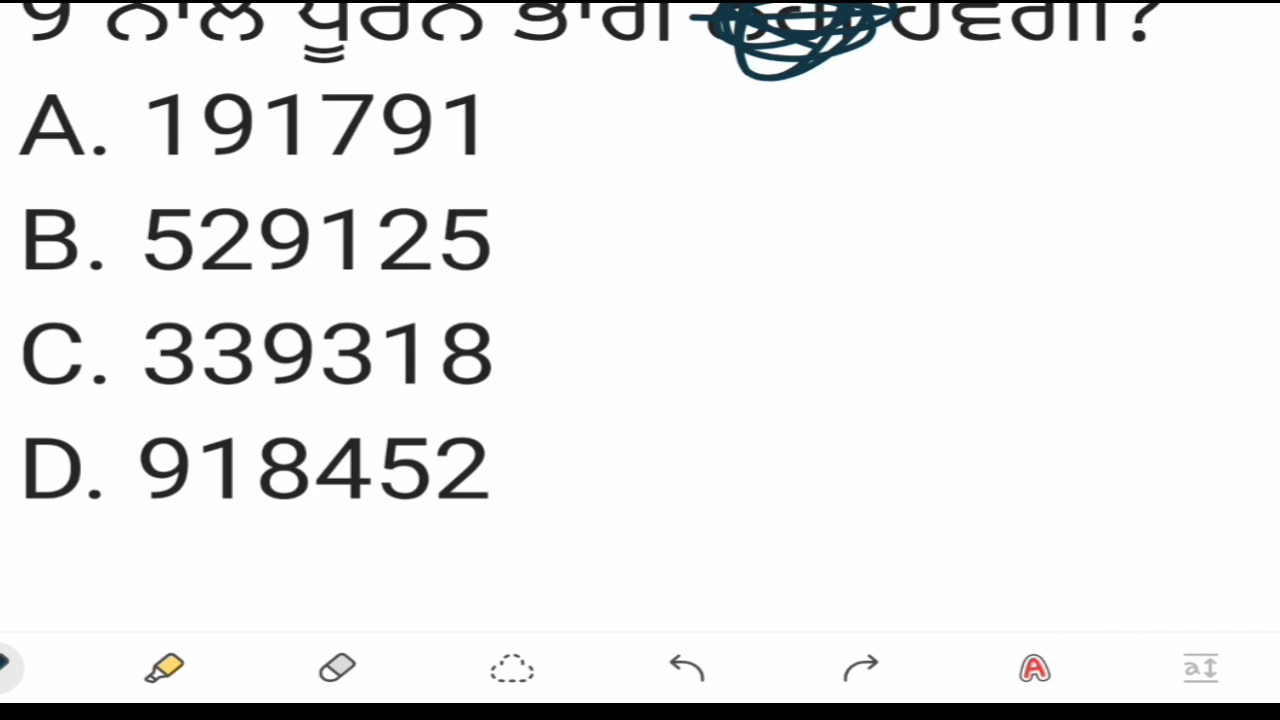 9 ਨਾਲ ਪੂਰਨ ਭਾਗ ਹੋਵੇਗੀ?
A. 191791
B. 529125
C. 339318
D. 918452